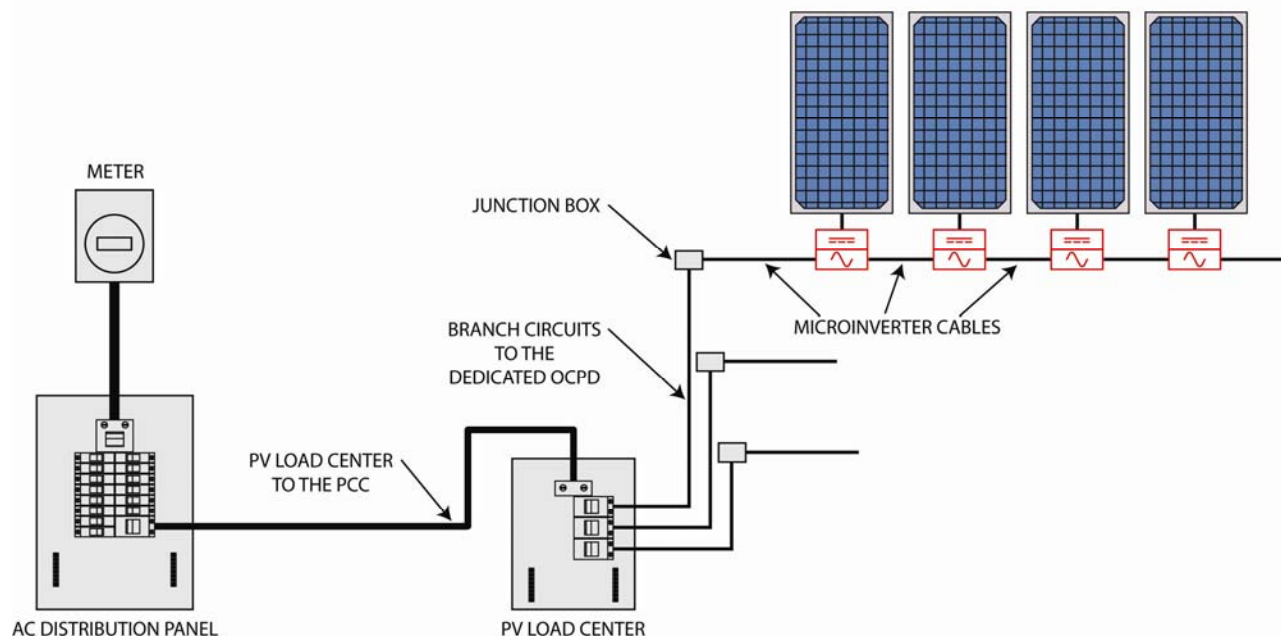 METER
JUNCTION BOX
MICROINVERTER CABLES
BRANCH CIRCUITS
TO THE
DEDICATED OCPD
PV LOAD CENTER
TO THE PCC
AC DISTRIBUTION PANEL
PV LOAD CENTER